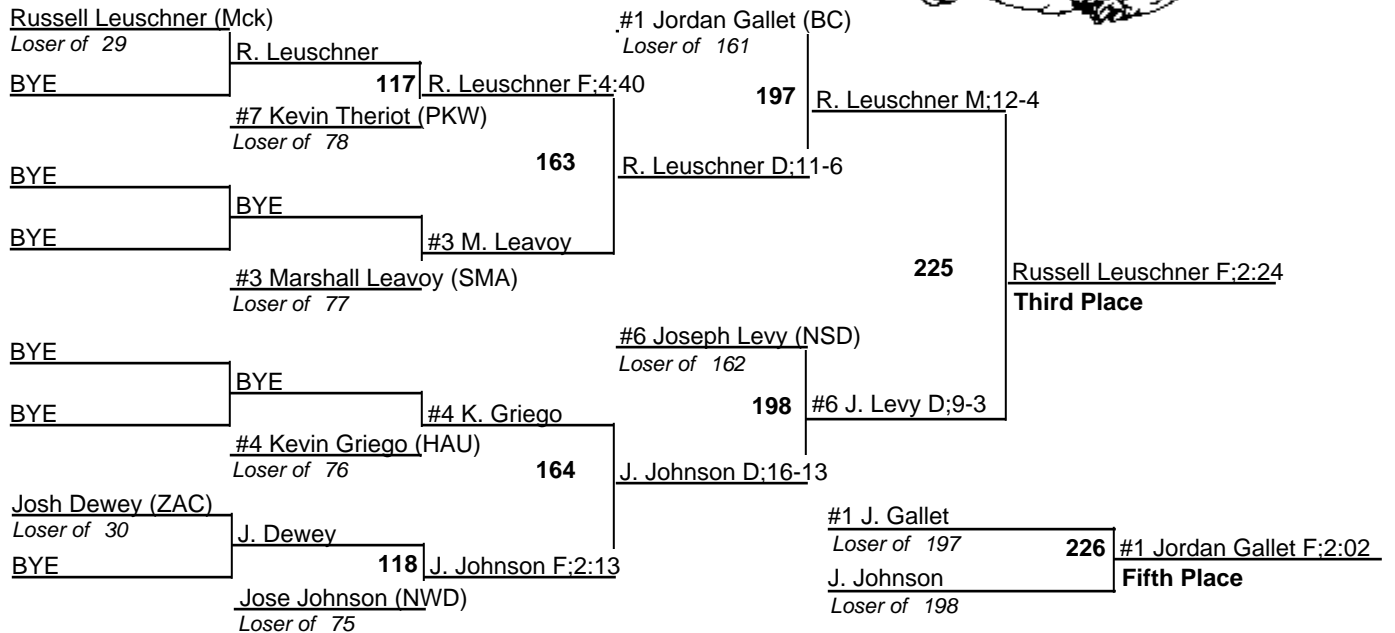 Russell Leuschner (Mck)
Loser of 29
BYE
R. Leuschner
117
#7 Kevin Theriot (PKW)
Loser of 78
R. Leuschner F;4:40
BYE
BYE
BYE
#3 Marshall Leavoy (SMA)
Loser of 77
#3 M. Leavoy
163
R. Leuschner D;11-6
#1 Jordan Gallet (BC)
Loser of 161
197
R. Leuschner M;12-4
BYE
BYE
BYE
#4 Kevin Griego (HAU)
Loser of 76
#4 K. Griego
164
Josh Dewey (ZAC)
Loser of 30
BYE
J. Dewey
118
Jose Johnson (NWD)
Loser of 75
J. Johnson F;2:13
J. Johnson D;16-13
#6 Joseph Levy (NSD)
Loser of 162
198
#6 J. Levy D;9-3
225
Russell Leuschner F;2:24
Third Place
#1 J. Gallet
Loser of 197
J. Johnson
Loser of 198
226
#1 Jordan Gallet F;2:02
Fifth Place